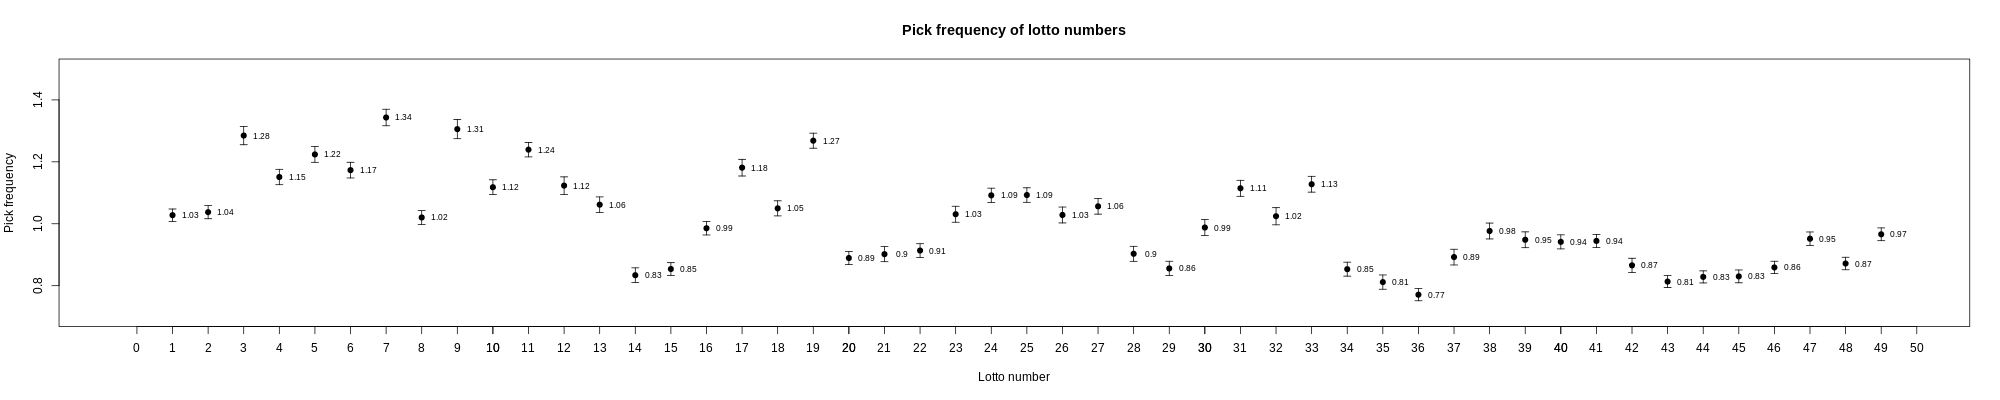 Pick frequency of lotto numbers
Pick frequency
1.4
1.2
1.0
0.8
1.03 1.04 1.28 1.15 1.22 1.17 1.34 1.02 1.31 1.12 1.24 1.12 1.06 0.83 0.85 0.99 1.18 1.05 1.27 0.89 0.9 0.91 1.03 1.09 1.09 1.03 1.06 0.9 0.86 0.99 1.11 1.02 1.13 0.85 0.81 0.77 0.89 0.98 0.95 0.94 0.94 0.87 0.81 0.83 0.83 0.86 0.95 0.87 0.97
0 1 2 3 4 5 6 7 8 9 10 11 12 13 14 15 16 17 18 19 20 21 22 23 24 25 26 27 28 29 30 31 32 33 34 35 36 37 38 39 40 41 42 43 44 45 46 47 48 49 50
Lotto number